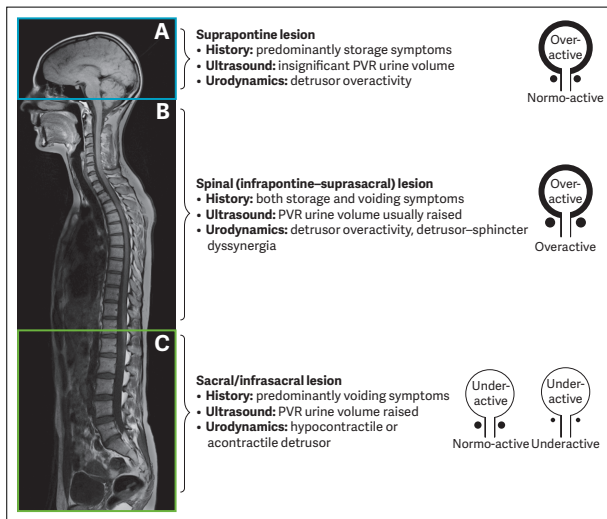 A
Suprapontine lesion
• History: predominantly storage symptoms
• Ultrasound: insignificant PVR urine volume
• Urodynamics: detrusor overactivity
Over-
active
Normo-active
B
Spinal (infrapontine–suprasacral) lesion
• History: both storage and voiding symptoms
• Ultrasound: PVR urine volume usually raised
• Urodynamics: detrusor overactivity, detrusor–sphincter
dyssynergia
Over-
active
Overactive
C
Sacral/infrasacral lesion
• History: predominantly voiding symptoms
• Ultrasound: PVR urine volume raised
• Urodynamics: hypocontractile or
acontractile detrusor
Under-
active
Normo-active
Under-
active
Underactive